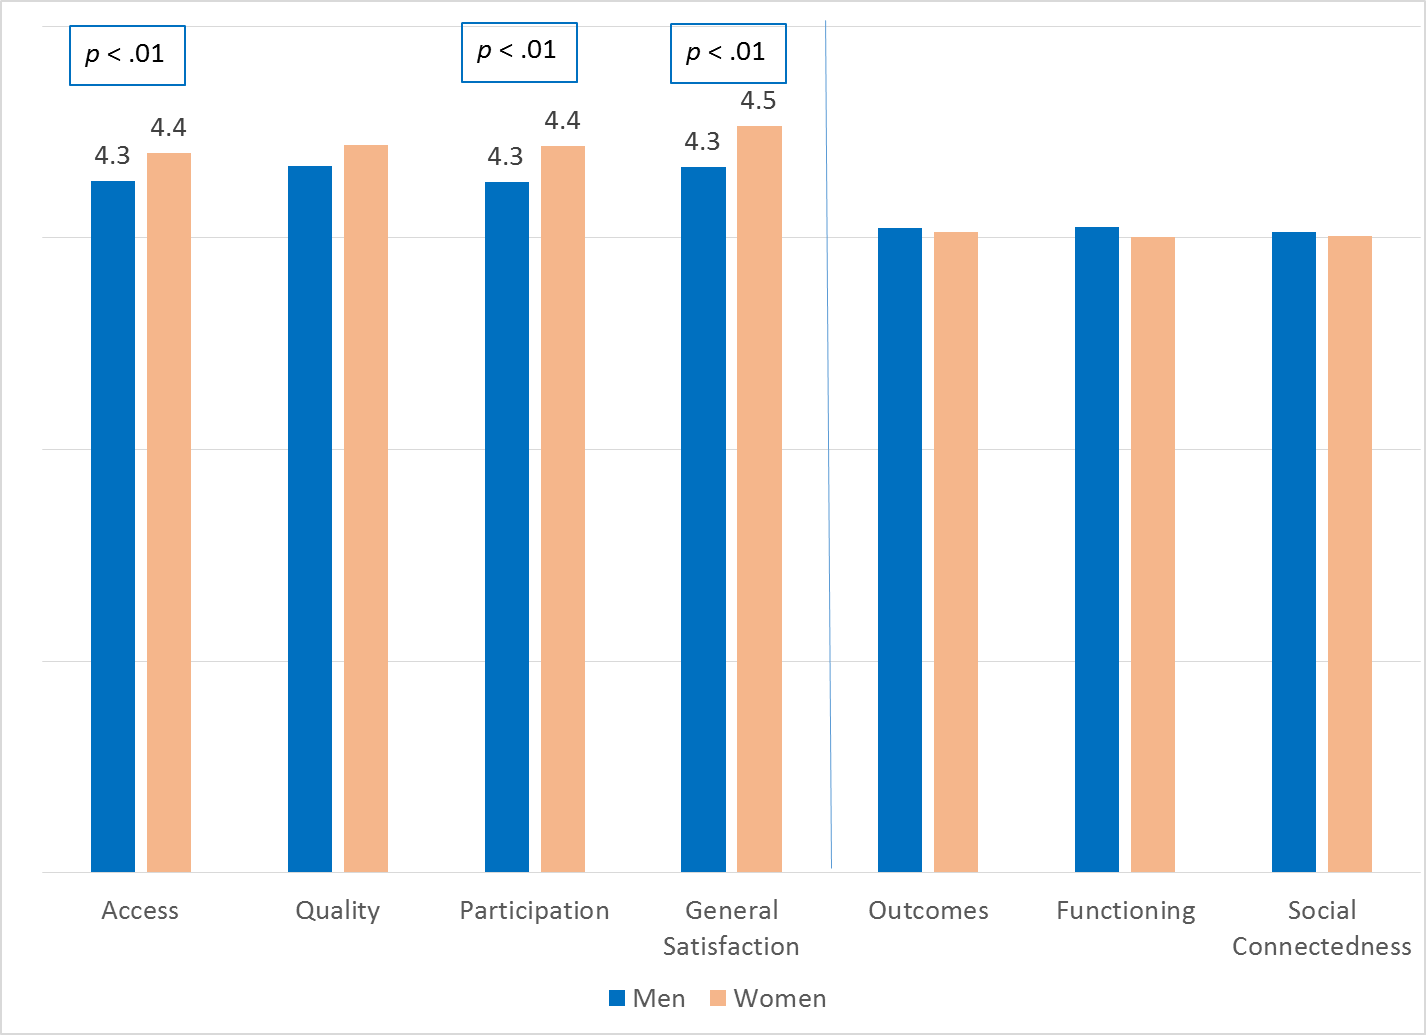 p < .01
p < .01
p < .01
4.3
4.4
4.3
4.4
4.3
4.5
Access
Quality
Participation
General
Satisfaction
Outcomes
Functioning
Social
Connectedness
Men
Women